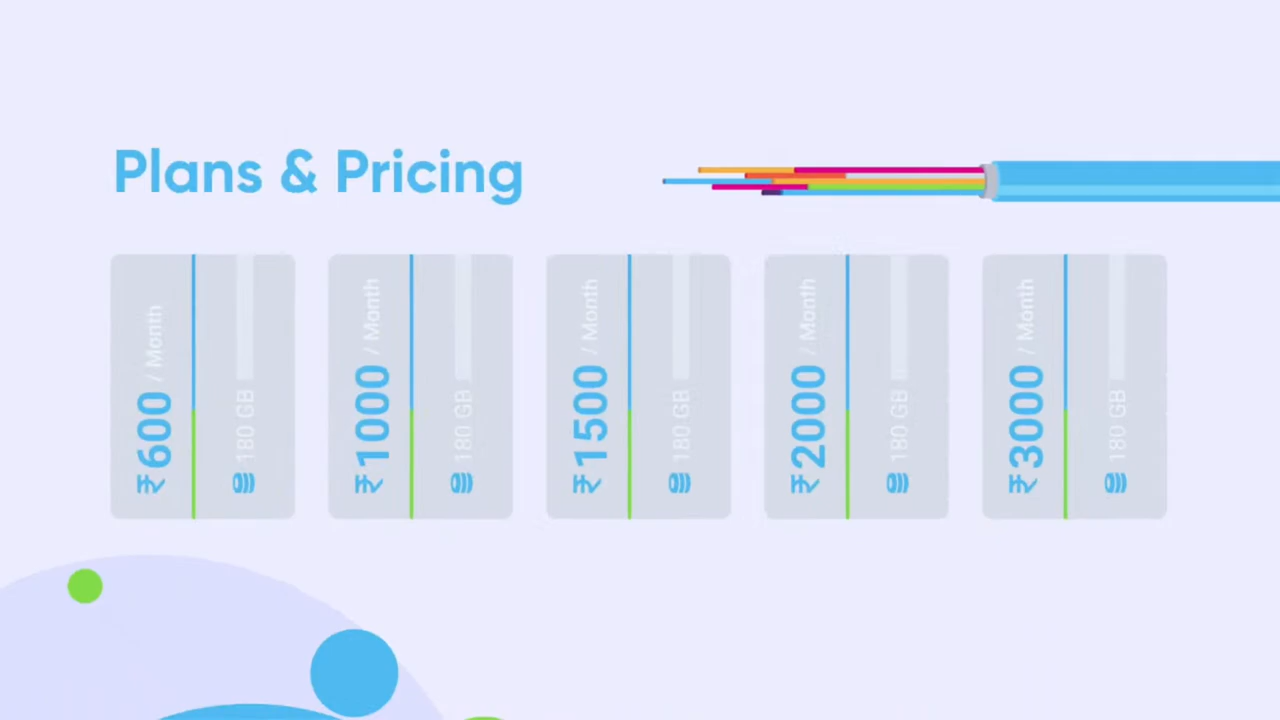 Plans & Pricing
₹600 / Month
180 GB
₹1000 / Month
180 GB
₹1500 / Month
180 GB
₹2000 / Month
180 GB
₹3000 / Month
180 GB